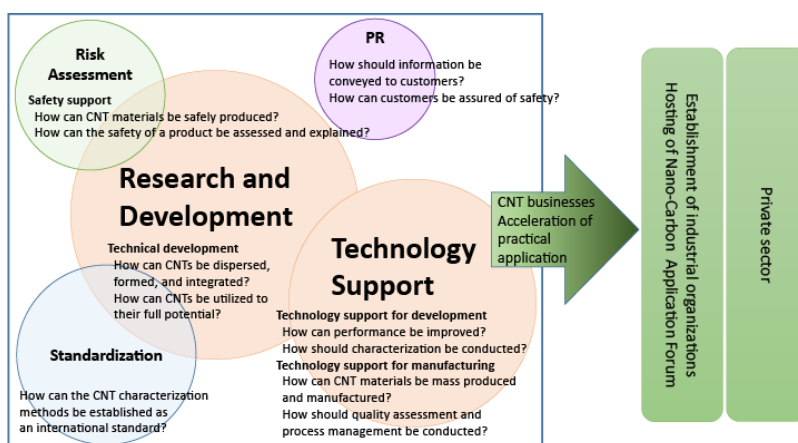 Risk
Assessment
Safety support
How can CNT materials be safely produced?
How can the safety of a product be assessed and explained?
PR
How should information be
conveyed to customers?
How can customers be assured of safety?
Research and
Development
Technical development
How can CNTs be dispersed,
formed, and integrated?
How can CNTs be utilized to
their full potential?
Technology
Support
Technology support for development
How can performance be improved?
How should characterization be conducted?
Technology support for manufacturing
How can CNT materials be mass produced
and manufactured?
How should quality assessment and
process management be conducted?
Standardization
How can the CNT characterization
methods be established as
an international standard?
CNT businesses
Acceleration of
practical
application
Establishment of industrial organizations
Hosting of Nano-Carbon Application Forum
Private sector